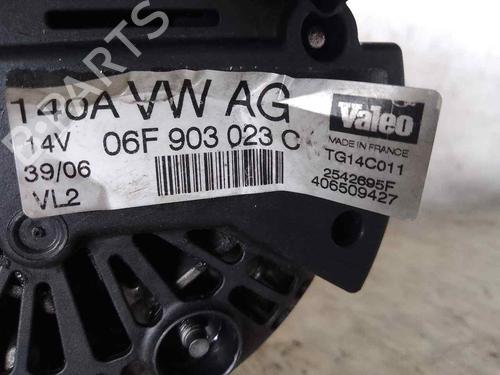 B-PARTS
140A VW AG
14V 06F 903 023 C
39/06
VL2
Valeo
MADE IN FRANCE
TG14C011
2542695F
406509427